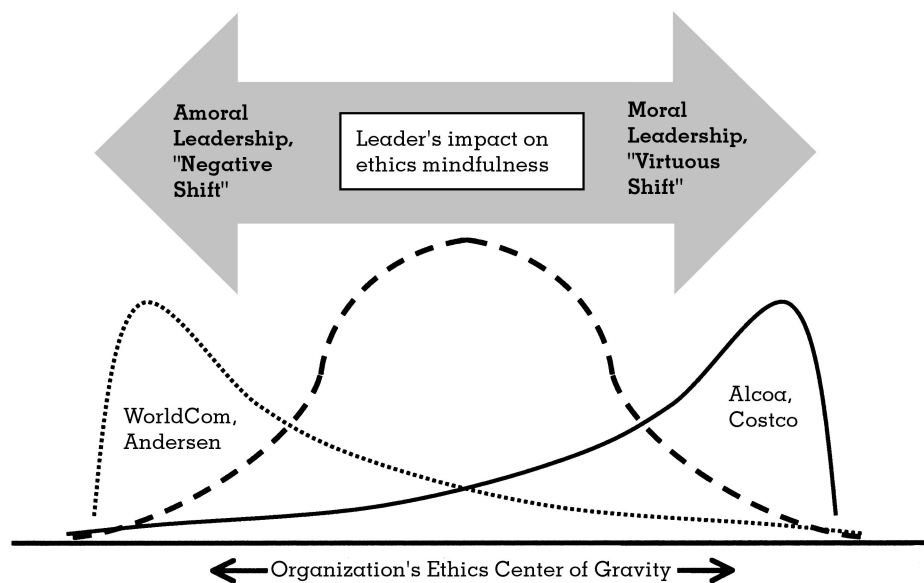 Amoral
Leadership,
"Negative
Shift"
Leader's impact on
ethics mindfulness
Moral
Leadership,
"Virtuous
Shift"
WorldCom,
Andersen
Alcoa,
Costco
Organization's Ethics Center of Gravity